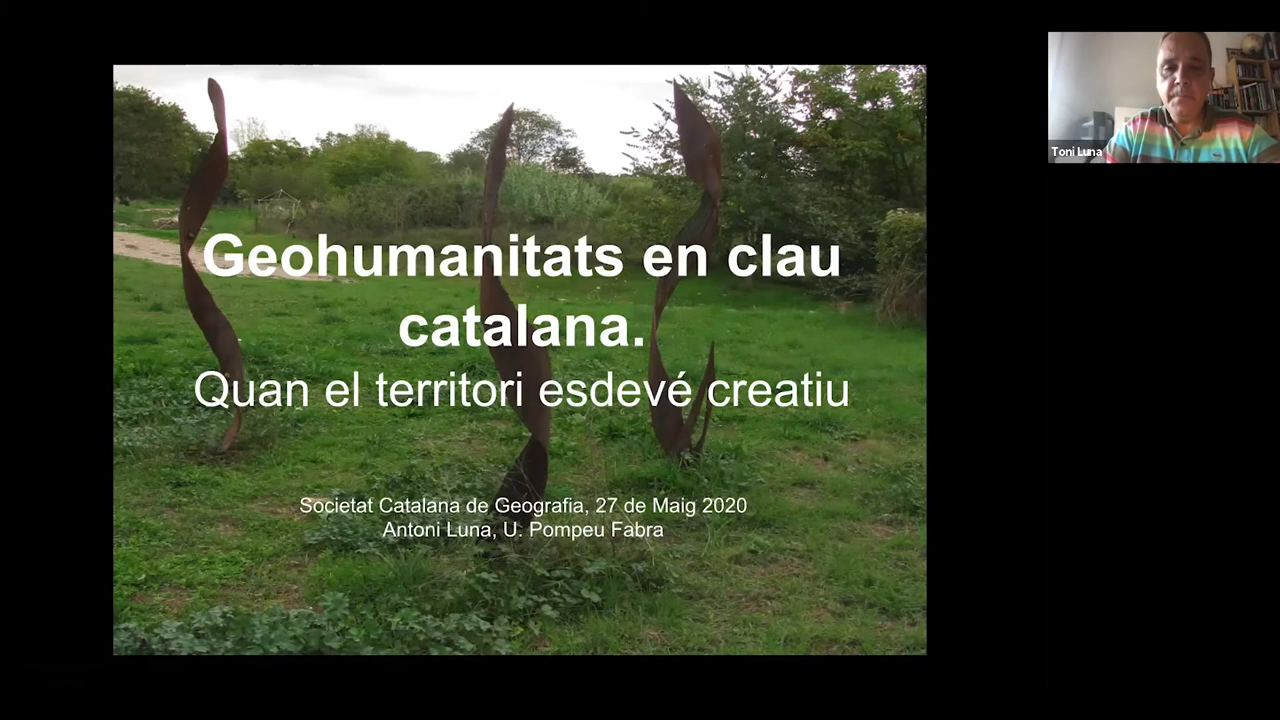 Geohumanitats en clau
catalana.
Quan el territori esdevé creatiu
Societat Catalana de Geografia, 27 de Maig 2020
Antoni Luna, U. Pompeu Fabra
Toni Luna